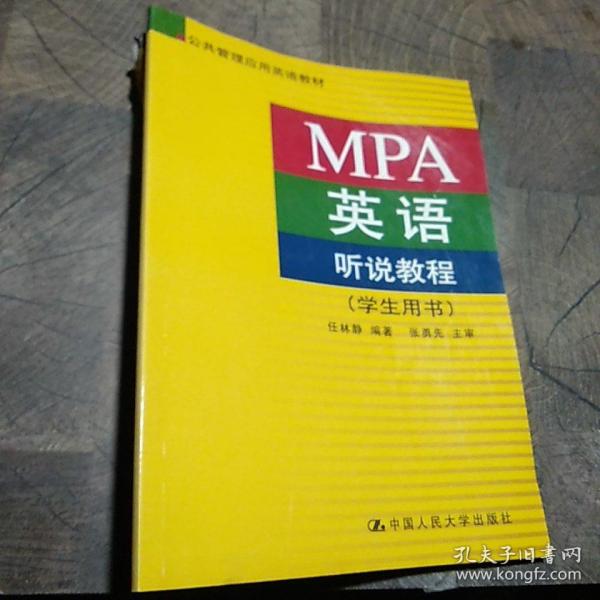 公共管理应用英语教材
MPA
英语
听说教程
(学生用书)
任林静 编著 张勇先 主审
中国人民大学出版社
孔夫子旧书网
www.kongfz.com